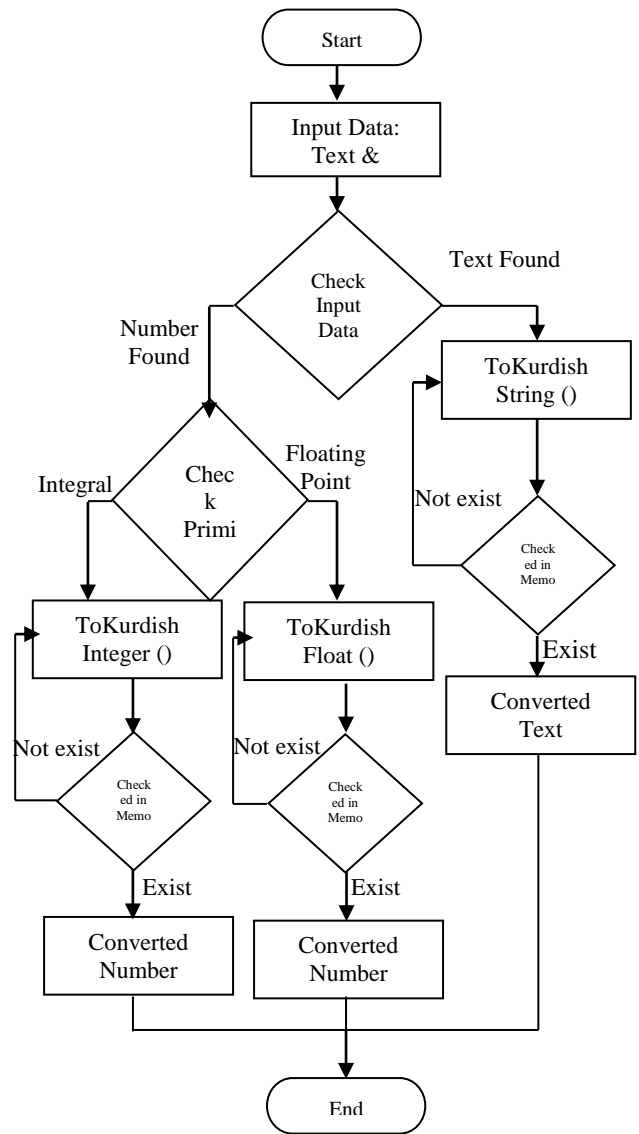 Start
Input Data:
Text &
Check
Input
Data
Text Found
Number
Found
ToKurdish
String ()
Integral
Chec
k
Primi
Floating
Point
Not exist
Check
ed in
Memo
Exist
Converted
Text
ToKurdish
Integer ()
ToKurdish
Float ()
Not exist
Check
ed in
Memo
Not exist
Check
ed in
Memo
Exist
Exist
Converted
Number
Converted
Number
End